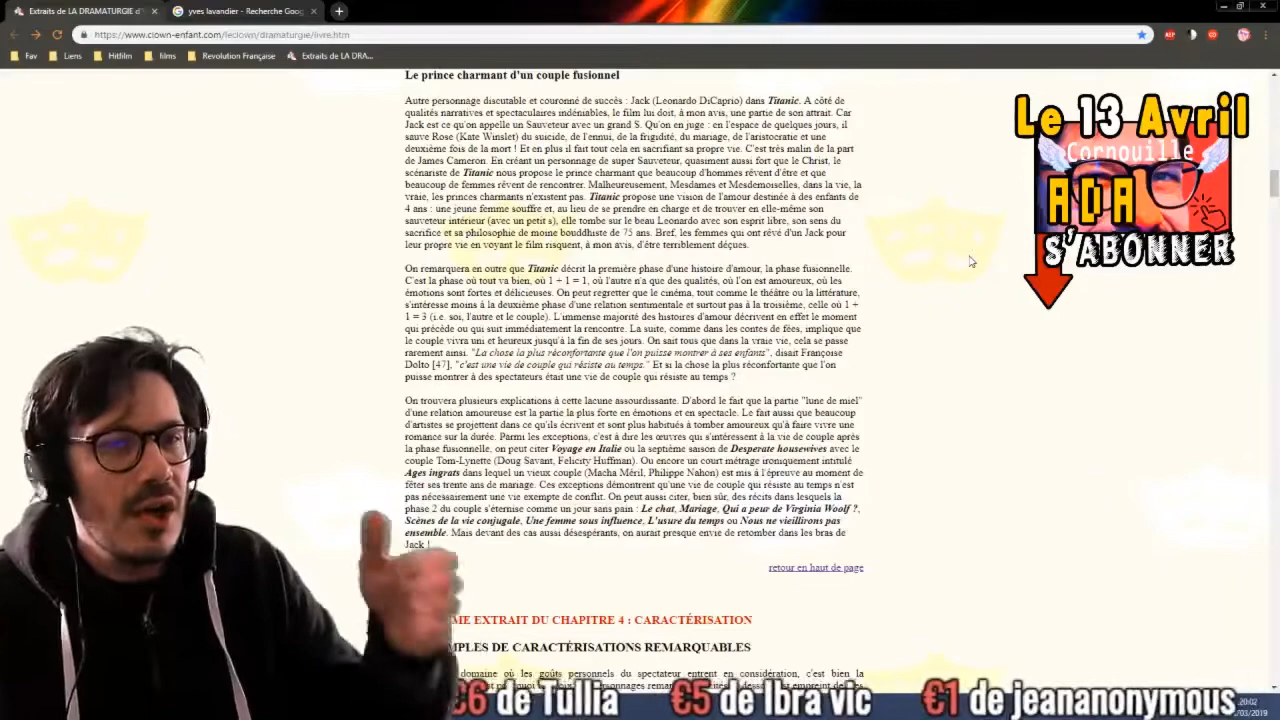 Extraits de LA DRAMATURGIE d'
yves lavandier - Recherche Goog
https://www.clown-enfant.com/leclown/dramaturgie/livre.htm
Fav
Liens
Hitfilm
films
Revolution Française
Extraits de LA DRA...
Le prince charmant d'un couple fusionnel
Autre personnage discutable et couronné de succès : Jack (Leonardo DiCaprio) dans Titanic. A côté de
qualités narratives et spectaculaires indéniables, le film lui doit, à mon avis, une partie de son attrait. Car
Jack est ce qu'on appelle un Sauveteur avec un grand S. Qu'on en juge : en l'espace de quelques jours, il
sauve Rose (Kate Winslet) du suicide, de l'ennui, de la frigidité, du mariage, de l'aristocratie et une
deuxième fois de la mort ! Et en plus il fait tout cela en sacrifiant sa propre vie. C'est très malin de la part
de James Cameron. En créant un personnage de super Sauveteur, quasiment aussi fort que le Christ, le
scénariste de Titanic nous propose le prince charmant que beaucoup d'hommes rêvent d'être et que
beaucoup de femmes rêvent de rencontrer. Malheureusement, Mesdames et Mesdemoiselles, dans la vie, la
vraie, les princes charmants n'existent pas. Titanic propose une vision de l'amour destinée à des enfants de
4 ans : une jeune femme souffre et, au lieu de se prendre en charge et de trouver en elle-même son
sauveteur intérieur (avec un petit s), elle tombe sur le beau Leonardo avec son esprit libre, son sens du
sacrifice et sa philosophie de moine bouddhiste de 75 ans. Bref, les femmes qui ont rêvé d'un Jack pour
leur propre vie en voyant le film risquent, à mon avis, d'être terriblement déçues.
On remarquera en outre que Titanic décrit la première phase d'une histoire d'amour, la phase fusionnelle.
C'est la phase où tout va bien, où 1 + 1 = 1, où l'autre n'a que des qualités, où l'on est amoureux, où les
émotions sont fortes et délicieuses. On peut regretter que le cinéma, tout comme le théâtre ou la littérature,
s'intéresse moins à la deuxième phase d'une relation sentimentale et surtout pas à la troisième, celle où 1 +
1 = 3 (i.e. soi, l'autre et le couple). L'immense majorité des histoires d'amour décrivent en effet le moment
qui précède ou qui suit immédiatement la rencontre. La suite, comme dans les contes de fées, implique que
le couple vivra uni et heureux jusqu'à la fin de ses jours. On sait tous que dans la vraie vie, cela se passe
rarement ainsi. "La chose la plus réconfortante que l'on puisse montrer à ses enfants", disait Françoise
Dolto [47], "c'est une vie de couple qui résiste au temps." Et si la chose la plus réconfortante que l'on
puisse montrer à des spectateurs était une vie de couple qui résiste au temps ?
On trouvera plusieurs explications à cette lacune assourdissante. D'abord le fait que la partie "lune de miel"
d'une relation amoureuse est la partie la plus forte en émotions et en spectacle. Le fait aussi que beaucoup
d'artistes se projettent dans ce qu'ils écrivent et sont plus habitués à tomber amoureux qu'à faire vivre une
romance sur la durée. Parmi les exceptions, c'est à dire les œuvres qui s'intéressent à la vie de couple après
la phase fusionnelle, on peut citer Voyage en Italie ou la septième saison de Desperate housewives avec le
couple Tom-Lynette (Doug Savant, Felicity Huffman). Ou encore un court métrage ironiquement intitulé
Ages ingrats dans lequel un vieux couple (Macha Méril, Philippe Nahon) est mis à l'épreuve au moment de
fêter ses trente ans de mariage. Ces exceptions démontrent qu'une vie de couple qui résiste au temps n'est
pas nécessairement une vie exempte de conflit. On peut aussi citer, bien sûr, des récits dans lesquels la
phase 2 du couple s'éternise comme un jour sans pain : Le chat, Mariage, Qui a peur de Virginia Woolf ?,
Scènes de la vie conjugale, Une femme sous influence, L'usure du temps ou Nous ne vieillirons pas
ensemble. Mais devant des cas aussi désespérants, on aurait presque envie de retomber dans les bras de
Jack !
retour en haut de page
ME EXTRAIT DU CHAPITRE 4 : CARACTÉRISATION
MPLES DE CARACTÉRISATIONS REMARQUABLES
domaine où les goûts personnels du spectateur entrent en considération, c'est bien la
Le 13 Avril
Cornouille
ADA
S'ABONNER
€6 de Tullia €5 de Ibra vic €1 de jeananonymous
20:02
/03/2019